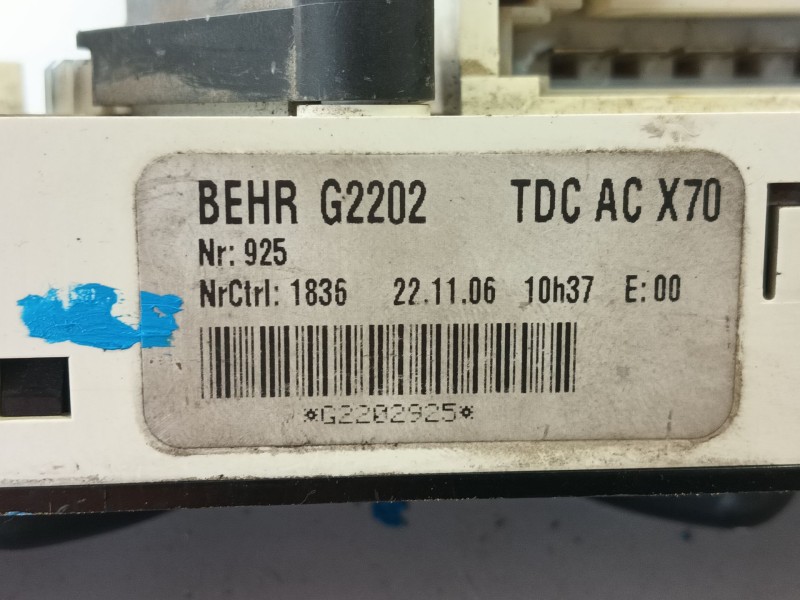 BEHR G2202 TDC AC X70
Nr: 925
NrCtrl: 1836 22.11.06 10h37 E: 00
*G2202925*